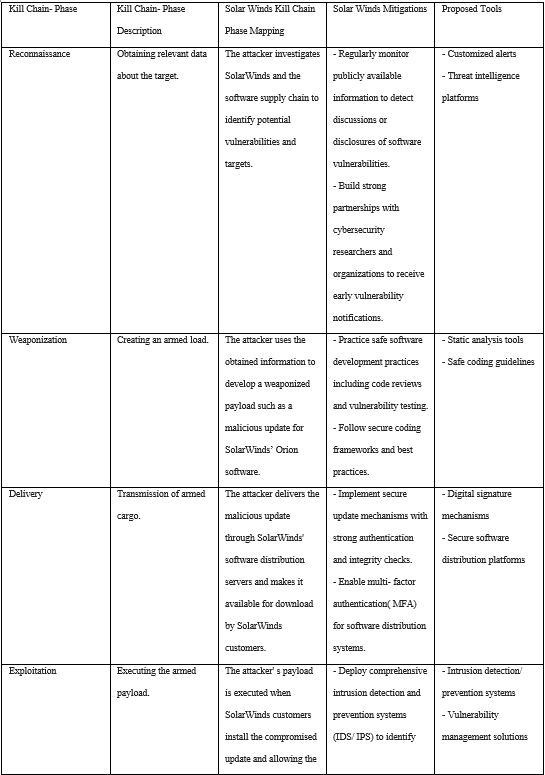 Kill Chain- Phase
Kill Chain- Phase
Description
Solar Winds Kill Chain
Phase Mapping
Solar Winds Mitigations
Proposed Tools
Reconnaissance
Obtaining relevant data
about the target.
The attacker investigates
SolarWinds and the
software supply chain to
identify potential
vulnerabilities and
targets.
- Regularly monitor
publicly available
information to detect
discussions or
disclosures of software
vulnerabilities.
- Build strong
partnerships with
cybersecurity
researchers and
organizations to receive
early vulnerability
notifications.
- Customized alerts
- Threat intelligence
platforms
Weaponization
Creating an armed load.
The attacker uses the
obtained information to
develop a weaponized
payload such as a
malicious update for
SolarWinds’ Orion
software.
- Practice safe software
development practices
including code reviews
and vulnerability testing.
- Follow secure coding
frameworks and best
practices.
- Static analysis tools
- Safe coding guidelines
Delivery
Transmission of armed
cargo.
The attacker delivers the
malicious update
through SolarWinds'
software distribution
servers and makes it
available for download
by SolarWinds
customers.
- Implement secure
update mechanisms with
strong authentication
and integrity checks.
- Enable multi- factor
authentication( MFA)
for software distribution
systems.
- Digital signature
mechanisms
- Secure software
distribution platforms
Exploitation
Executing the armed
payload.
The attacker' s payload
is executed when
SolarWinds customers
install the compromised
update and allowing the
- Deploy comprehensive
intrusion detection and
prevention systems
(IDS/ IPS) to identify
- Intrusion detection/
prevention systems
- Vulnerability
management solutions